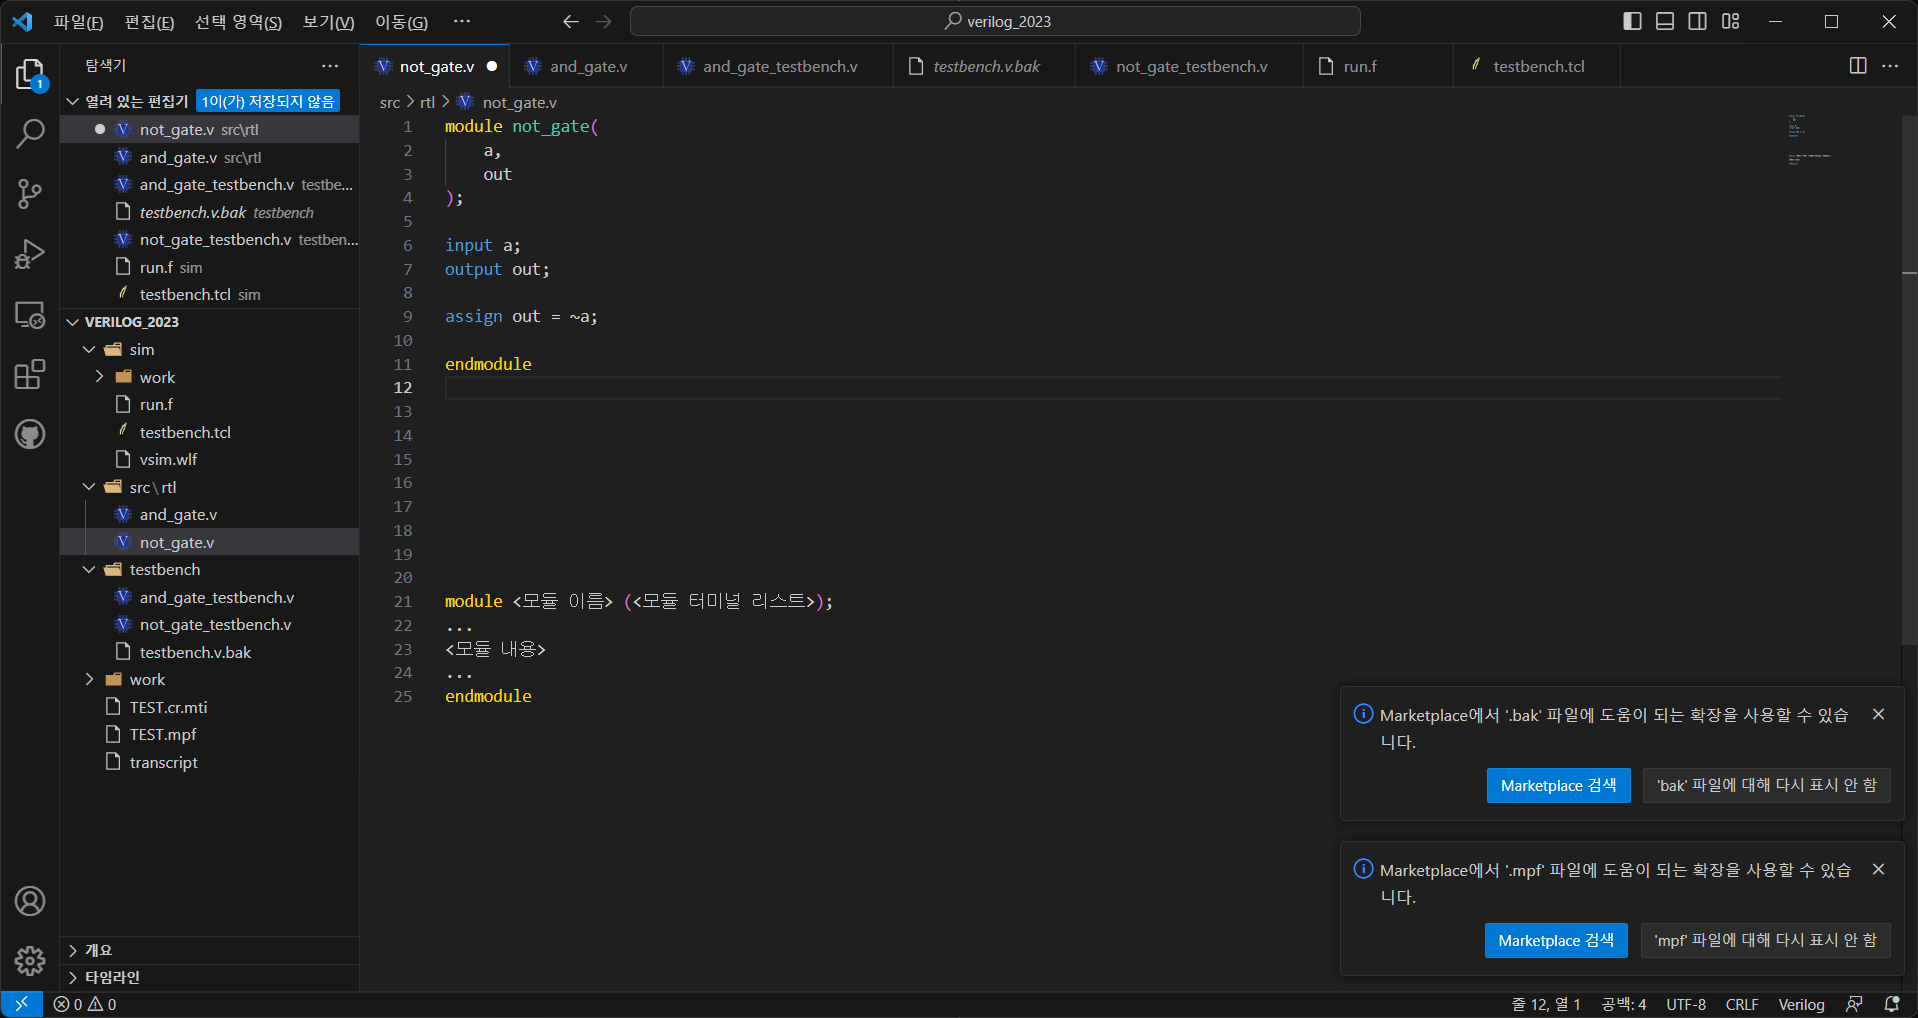 파일(F) 편집(E) 선택 영역(S) 보기(V) 이동(G) ··· verilog_2023
탐색기 ···
열려 있는 편집기 1이(가) 저장되지 않음
not_gate.v src\rtl
and_gate.v src\rtl
and_gate_testbench.v testbe...
testbench.v.bak testbench
not_gate_testbench.v testben...
run.f sim
testbench.tcl sim
VERILOG_2023
sim
work
run.f
testbench.tcl
vsim.wlf
src\rtl
and_gate.v
not_gate.v
testbench
and_gate_testbench.v
not_gate_testbench.v
testbench.v.bak
work
TEST.cr.mti
TEST.mpf
transcript
개요
타임라인
not_gate.v and_gate.v and_gate_testbench.v testbench.v.bak not_gate_testbench.v run.f testbench.tcl
src > rtl > not_gate.v
1 module not_gate(
2 a,
3 out
4 );
5
6 input a;
7 output out;
8
9 assign out = ~a;
10
11 endmodule
12
13
14
15
16
17
18
19
20
21 module <모듈 이름> (<모듈 터미널 리스트>);
22 ...
23 <모듈 내용>
24 ...
25 endmodule
Marketplace에서 '.bak' 파일에 도움이 되는 확장을 사용할 수 있습
니다.
Marketplace 검색 'bak' 파일에 대해 다시 표시 안 함
Marketplace에서 '.mpf' 파일에 도움이 되는 확장을 사용할 수 있습
니다.
Marketplace 검색 'mpf' 파일에 대해 다시 표시 안 함
0 0 줄 12, 열 1 공백: 4 UTF-8 CRLF Verilog